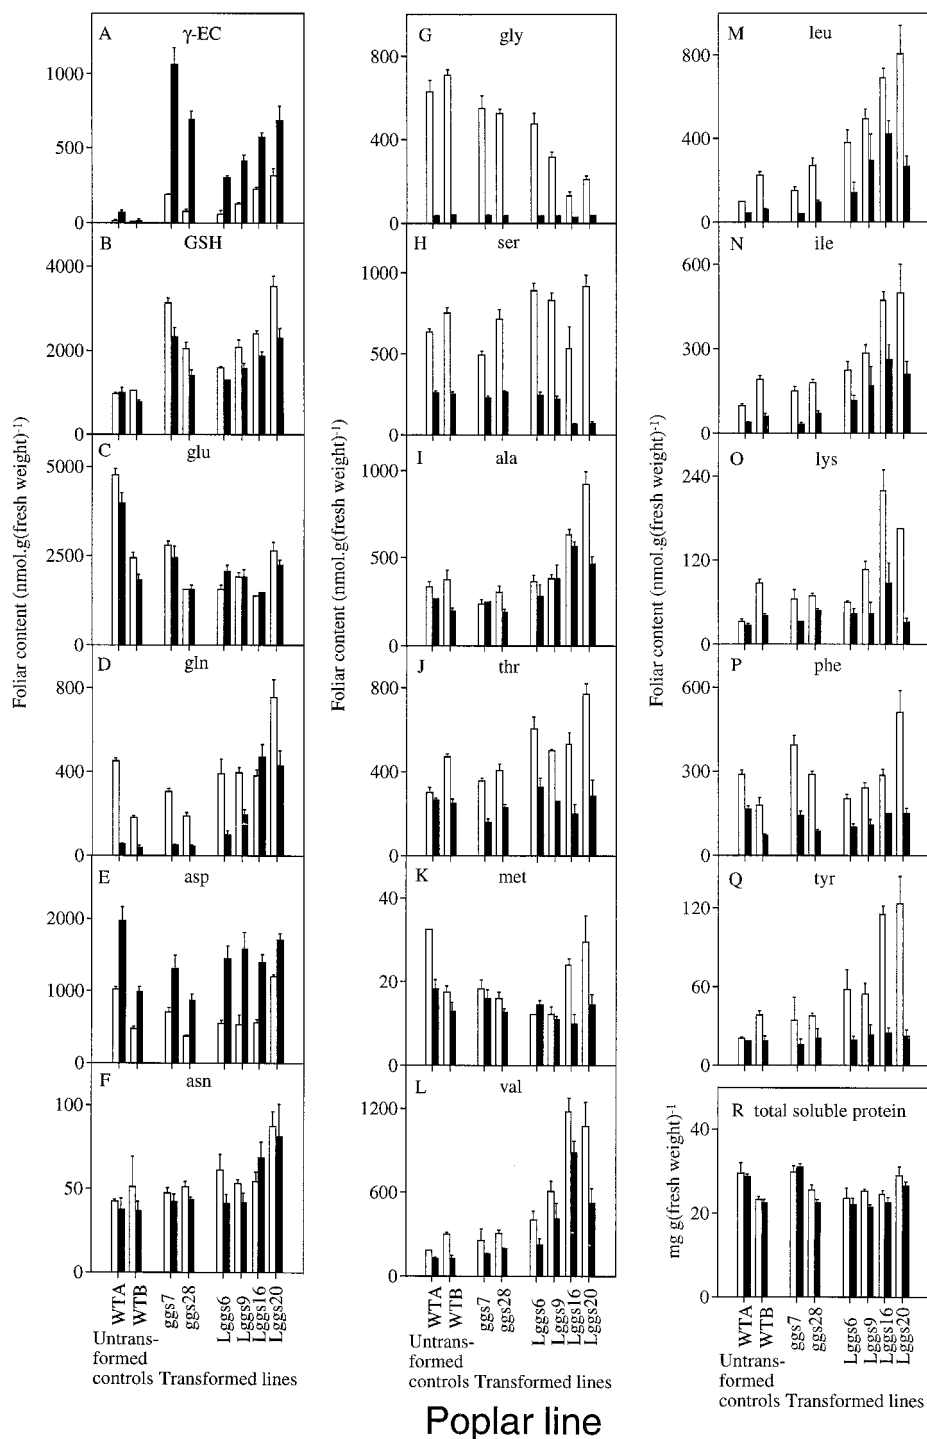 A γ-EC
1000
500
0
B GSH
4000
2000
0
C glu
5000
2500
0
D gln
800
400
0
E asp
2000
1000
0
F asn
100
50
0
Foliar content (nmol.g(fresh weight)-1)
WTA
WTB
ggs7
ggs28
Lggs6
Lggs9
Lggs16
Lggs20
Untrans-
formed
controls Transformed lines
G gly
800
400
0
H ser
1000
500
0
I ala
1000
500
0
J thr
800
400
0
K met
40
20
0
L val
1200
600
0
Foliar content (nmol.g(fresh weight)-1)
WTA
WTB
ggs7
ggs28
Lggs6
Lggs9
Lggs16
Lggs20
Untrans-
formed
controls Transformed lines
M leu
800
400
0
N ile
600
300
0
O lys
240
120
0
P phe
600
300
0
Q tyr
120
60
0
Foliar content (nmol.g(fresh weight)-1)
R total soluble protein
40
20
0
mg g(fresh weight)-1
WTA
WTB
ggs7
ggs28
Lggs6
Lggs9
Lggs16
Lggs20
Untrans-
formed
controls Transformed lines
Poplar line